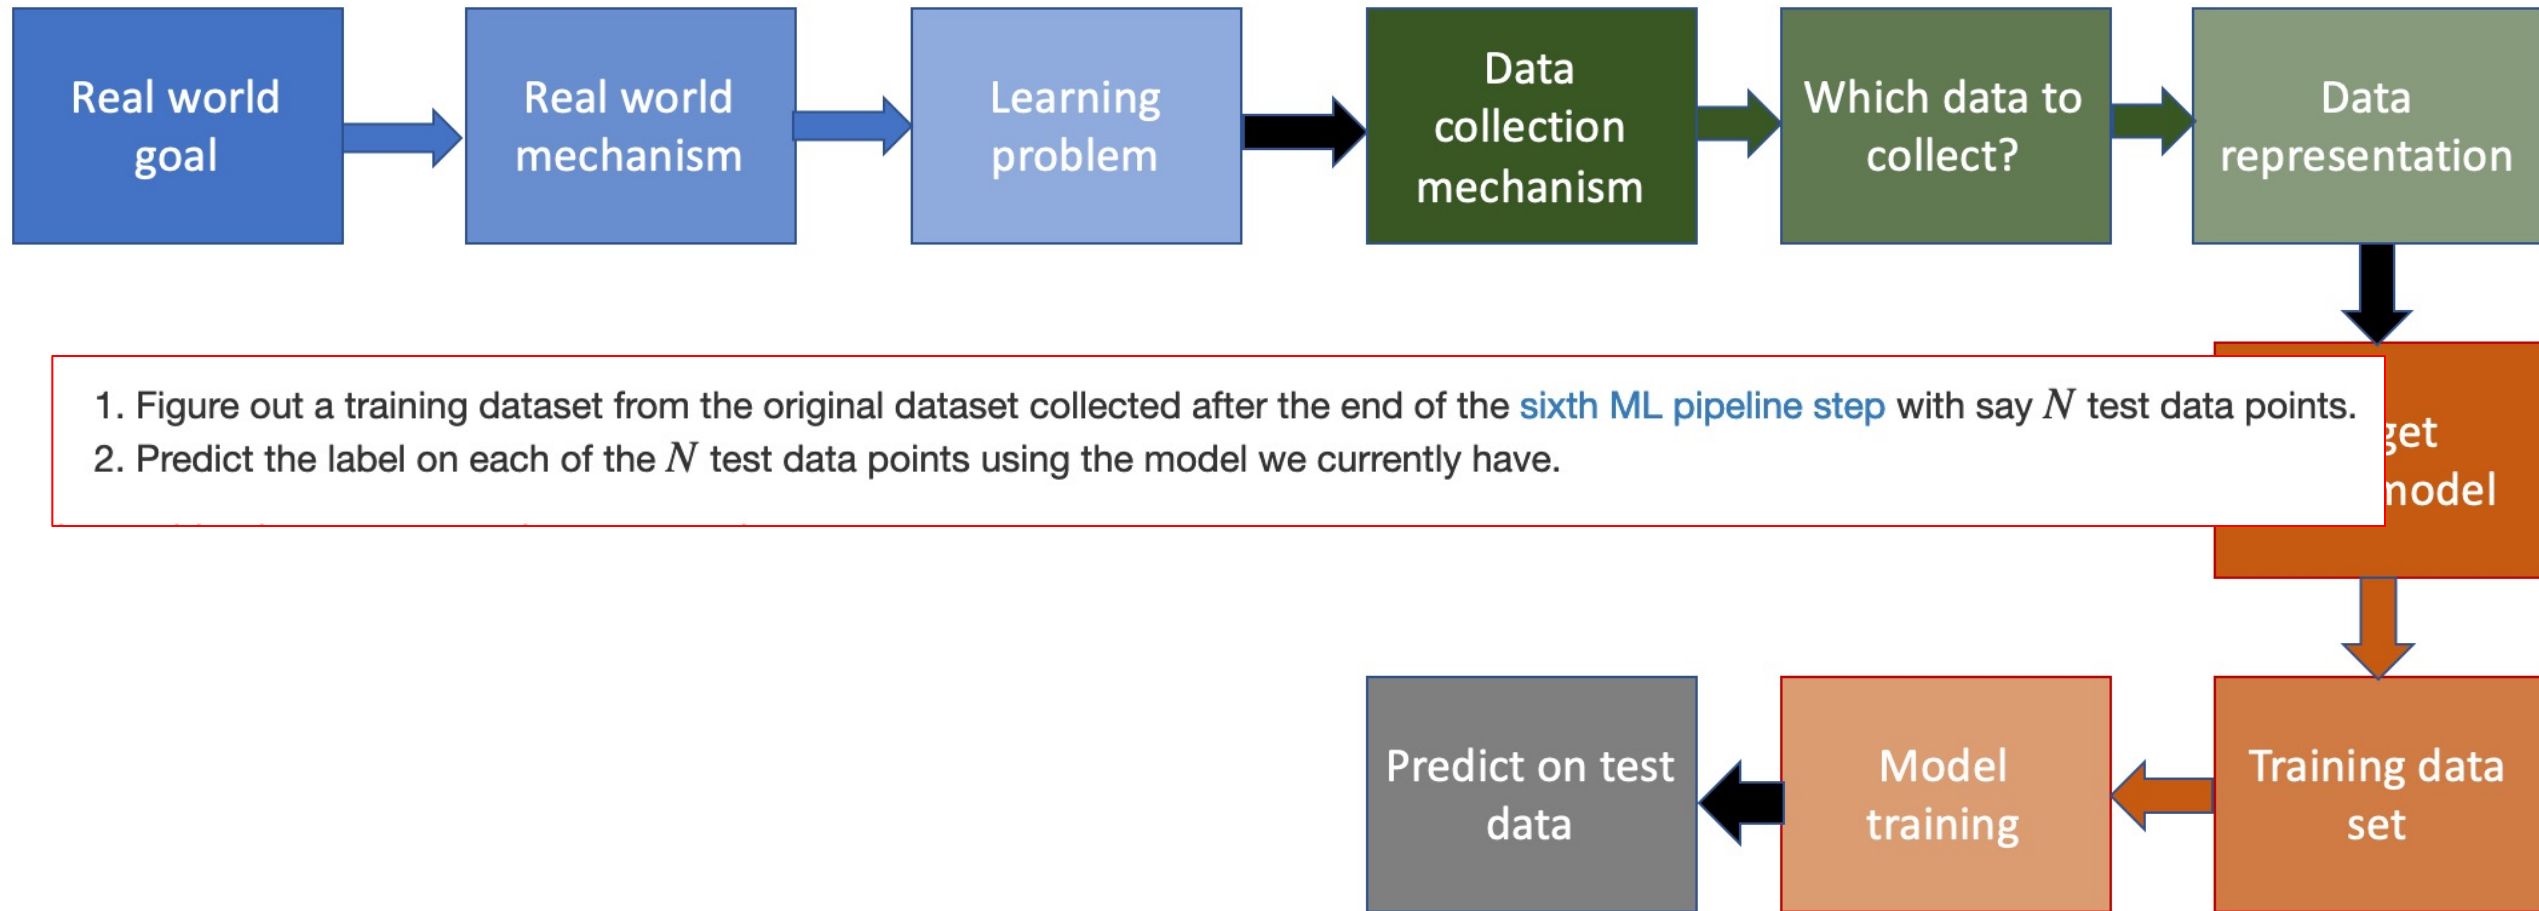 Real world
goal
Real world
mechanism
Learning
problem
Data
collection
mechanism
Which data to
collect?
Data
representation
1. Figure out a training dataset from the original dataset collected after the end of the sixth ML pipeline step with say N test data points.
2. Predict the label on each of the N test data points using the model we currently have.
get
model
Predict on test
data
Model
training
Training data
set